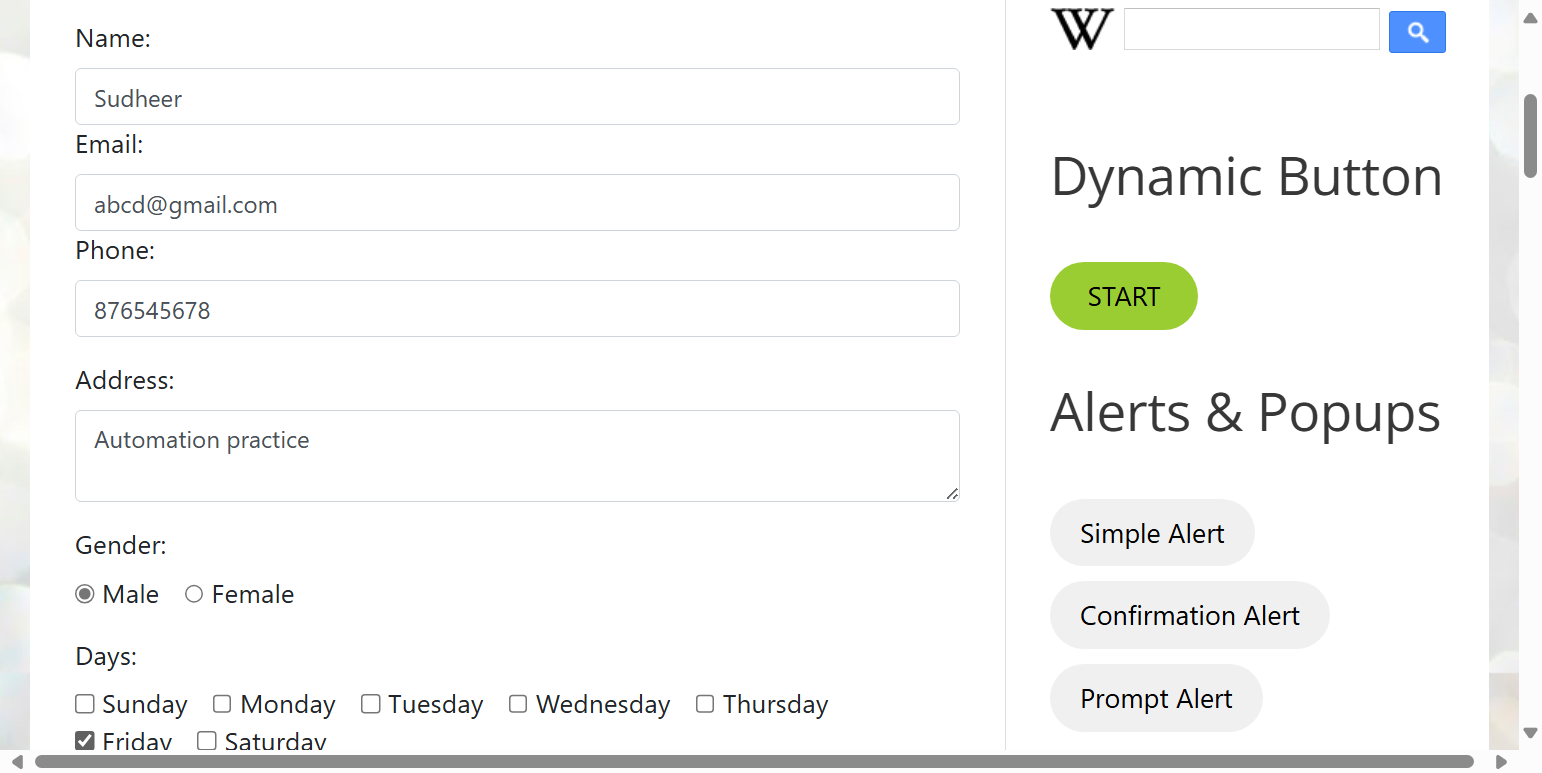 Name:
Sudheer
Email:
abcd@gmail.com
Phone:
876545678
Address:
Automation practice
Gender:
Male Female
Days:
Sunday Monday Tuesday Wednesday Thursday
Friday Saturday
W
Dynamic Button
START
Alerts & Popups
Simple Alert
Confirmation Alert
Prompt Alert